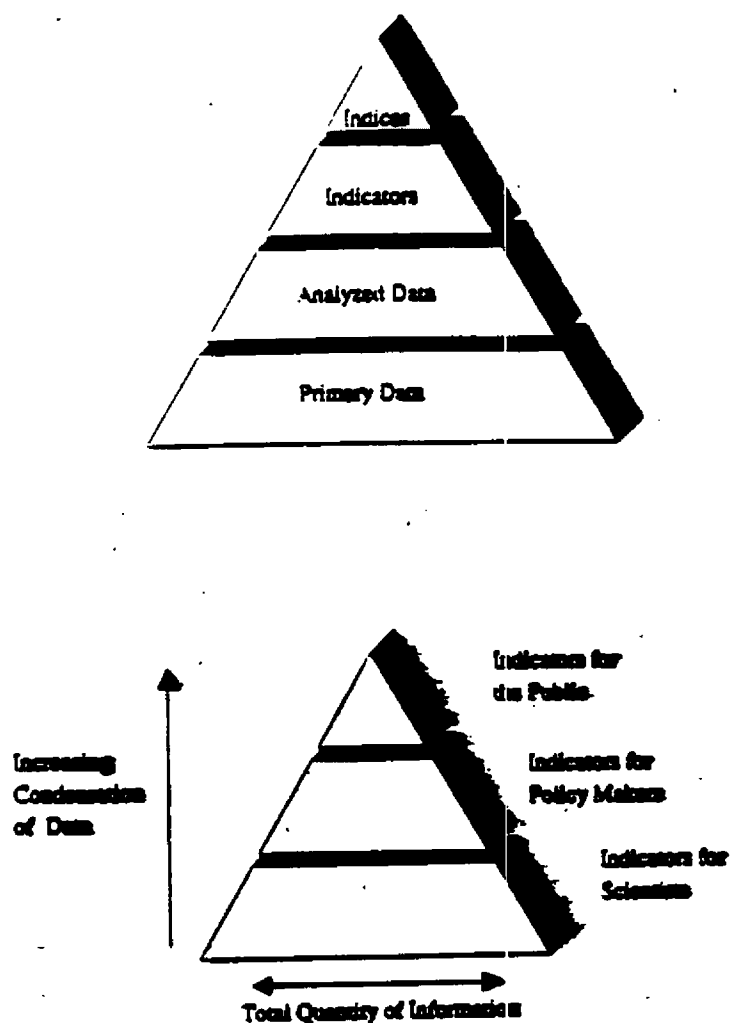 Indices
Indicators
Analyzed Data
Primary Data
Indicators for
the Public
Increasing
Condensation
of Data
Indicators for
Policy Makers
Indicators for
Scientists
Total Quantity of Information